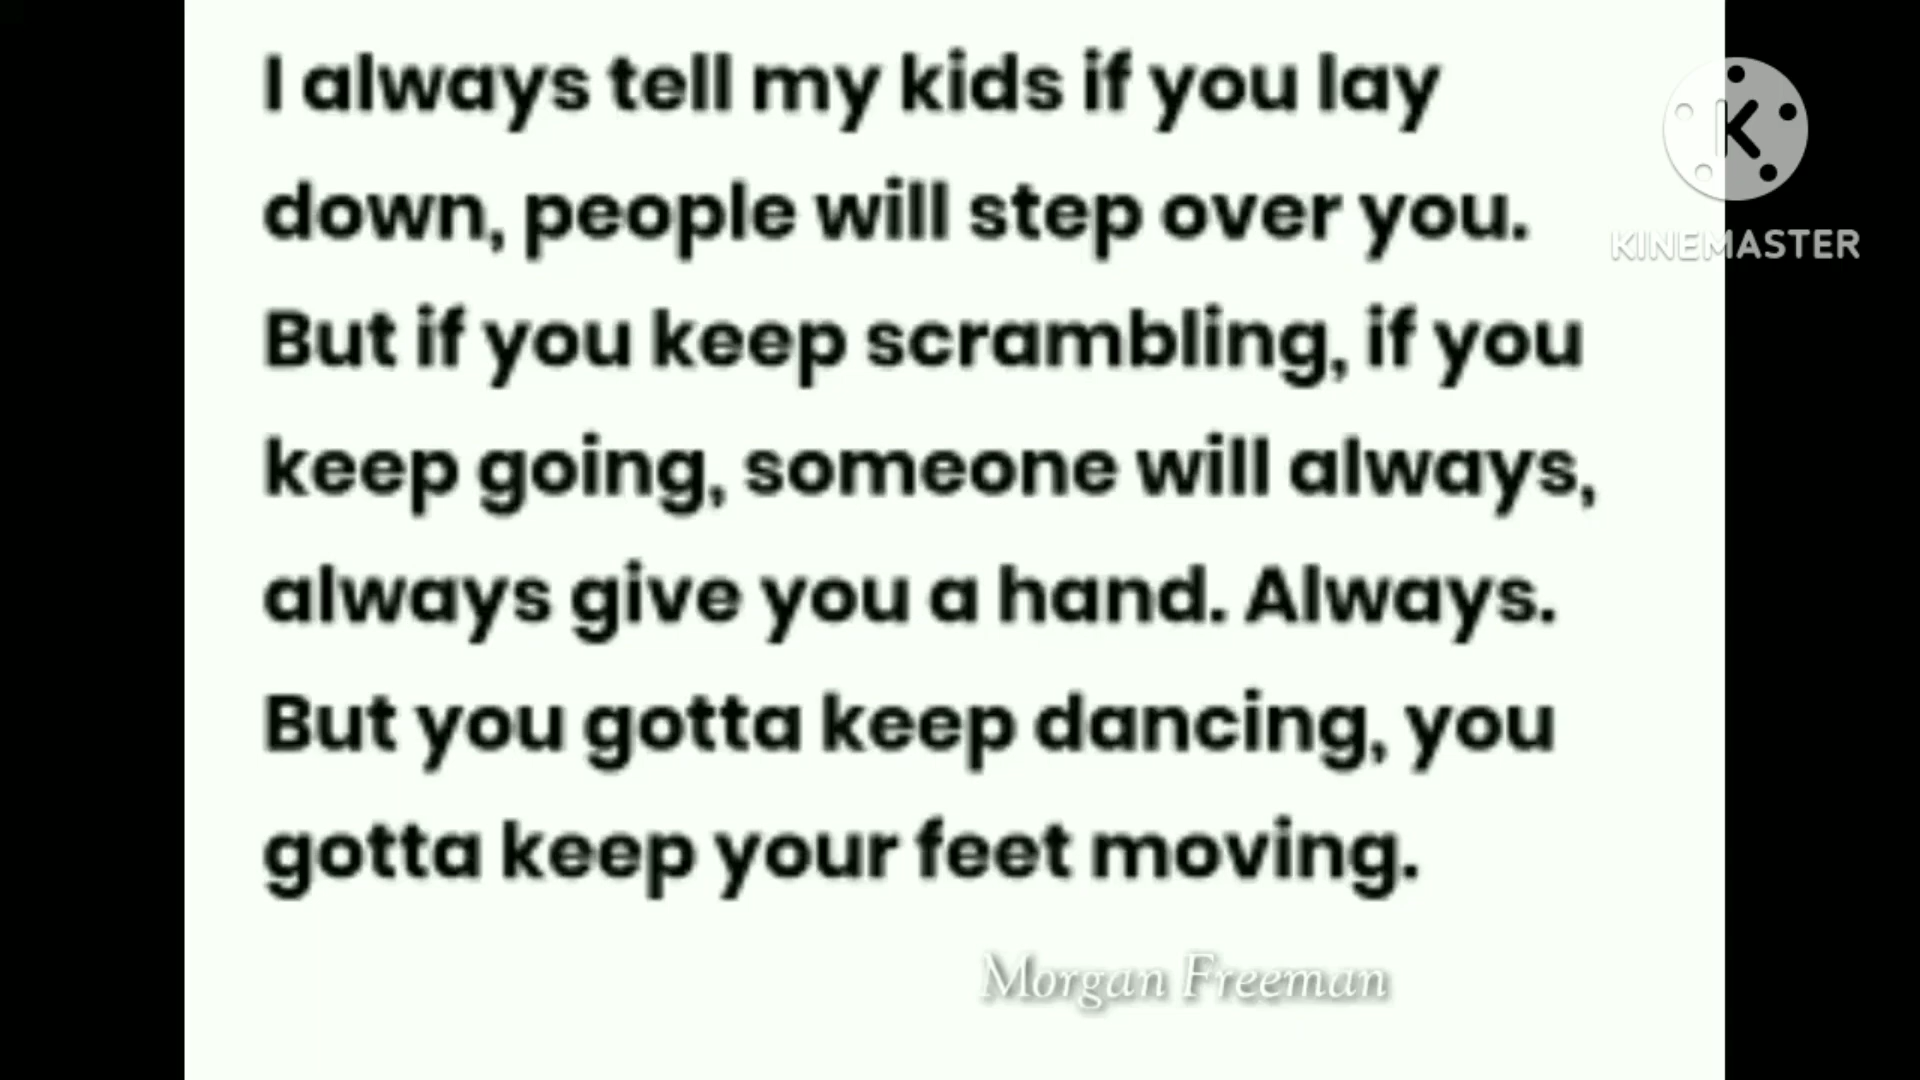 I always tell my kids if you lay
down, people will step over you.
But if you keep scrambling, if you
keep going, someone will always,
always give you a hand. Always.
But you gotta keep dancing, you
gotta keep your feet moving.
Morgan Freeman
K
KINEMASTER